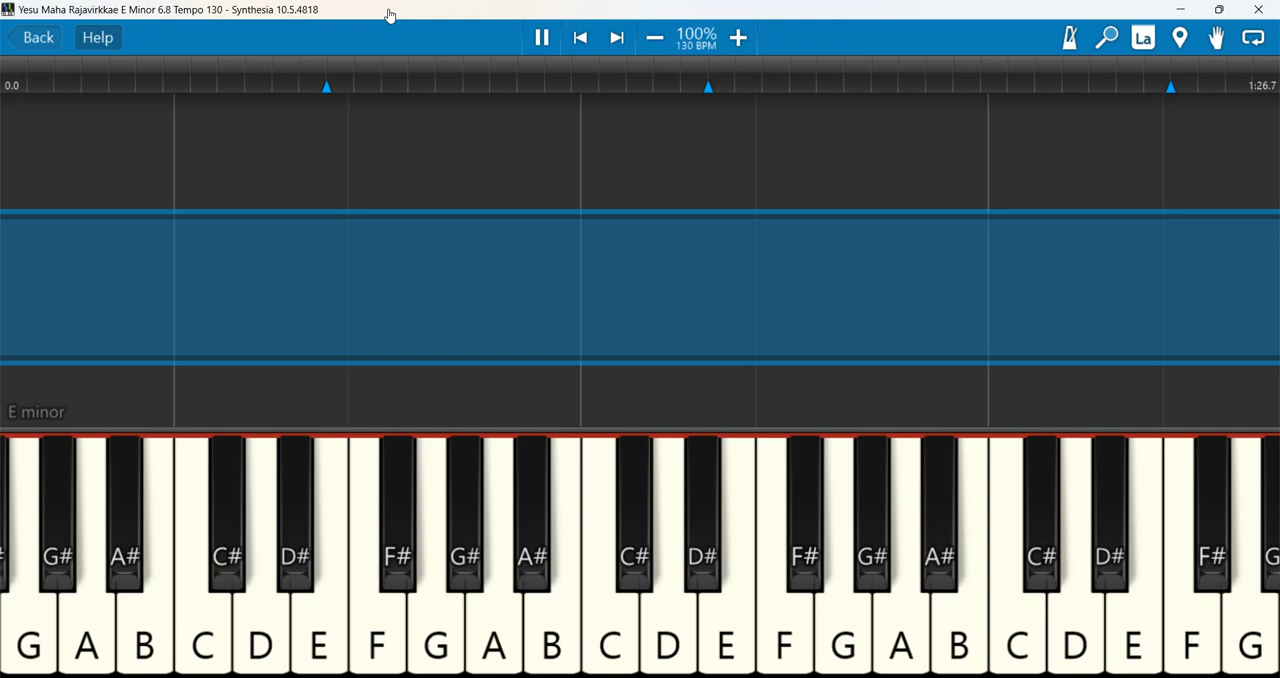 Yesu Maha Rajavirkkae E Minor 6.8 Tempo 130 - Synthesia 10.5.4818
Back Help 100% La
130 BPM
0.0 1:26.7
E minor
G# A# C# D# F# G# A# C# D# F# G# A# C# D# F# G
G A B C D E F G A B C D E F G A B C D E F G